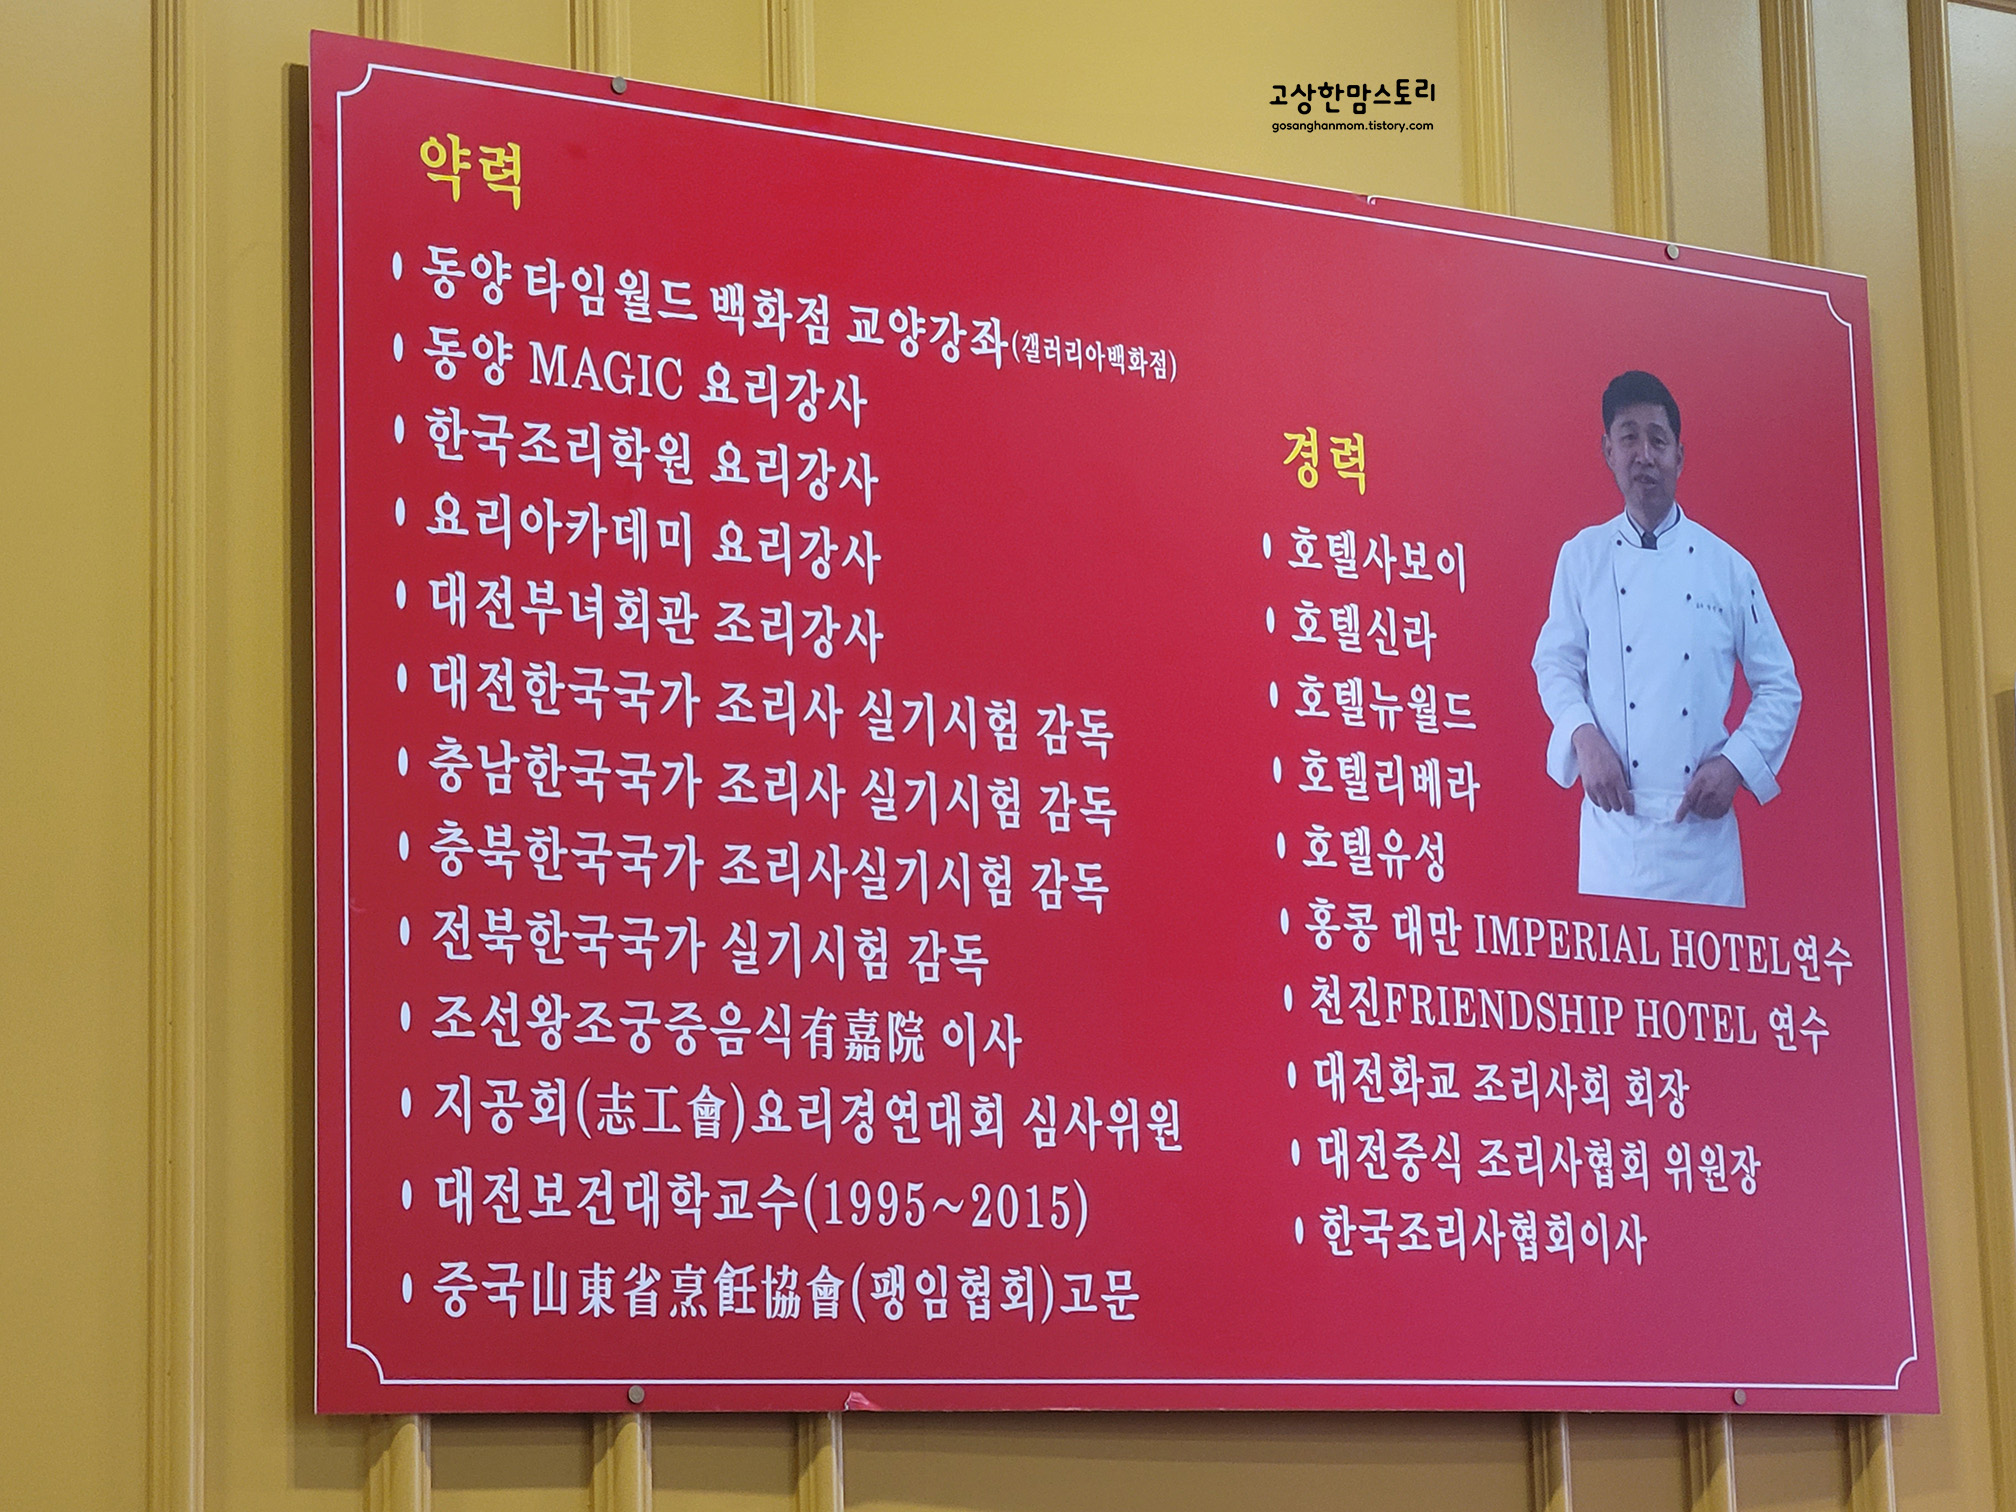 고상한맘스토리
gosanghanmom.tistory.com
약력
동양타임월드 백화점 교양강좌(갤러리아백화점)
동양 MAGIC 요리강사
한국조리학원 요리강사
요리아카데미 요리강사
대전부녀회관 조리강사
대전한국국가 조리사 실기시험 감독
충남한국국가 조리사 실기시험 감독
충북한국국가 조리사실기시험 감독
전북한국국가 실기시험 감독
조선왕조궁중음식有嘉院 이사
지공회(志工會)요리경연대회 심사위원
대전보건대학교수(1995~2015)
중국山東省烹飪協會(팽임협회)고문
경력
호텔사보이
호텔신라
호텔뉴월드
호텔리베라
호텔유성
홍콩 대만 IMPERIAL HOTEL연수
천진FRIENDSHIP HOTEL 연수
대전화교 조리사회 회장
대전중식 조리사협회 위원장
한국조리사협회이사